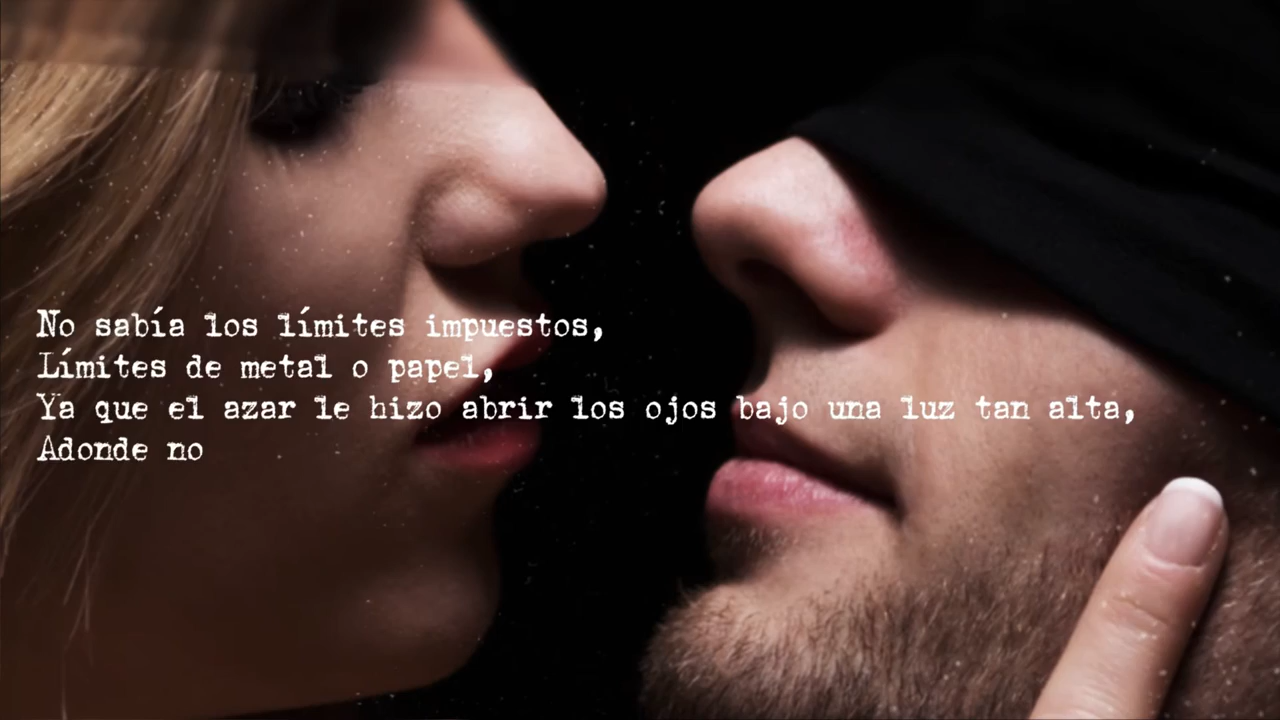 No sabía los límites impuestos,
Límites de metal o papel,
Ya que el azar le hizo abrir los ojos bajo una luz tan alta,
Adonde no